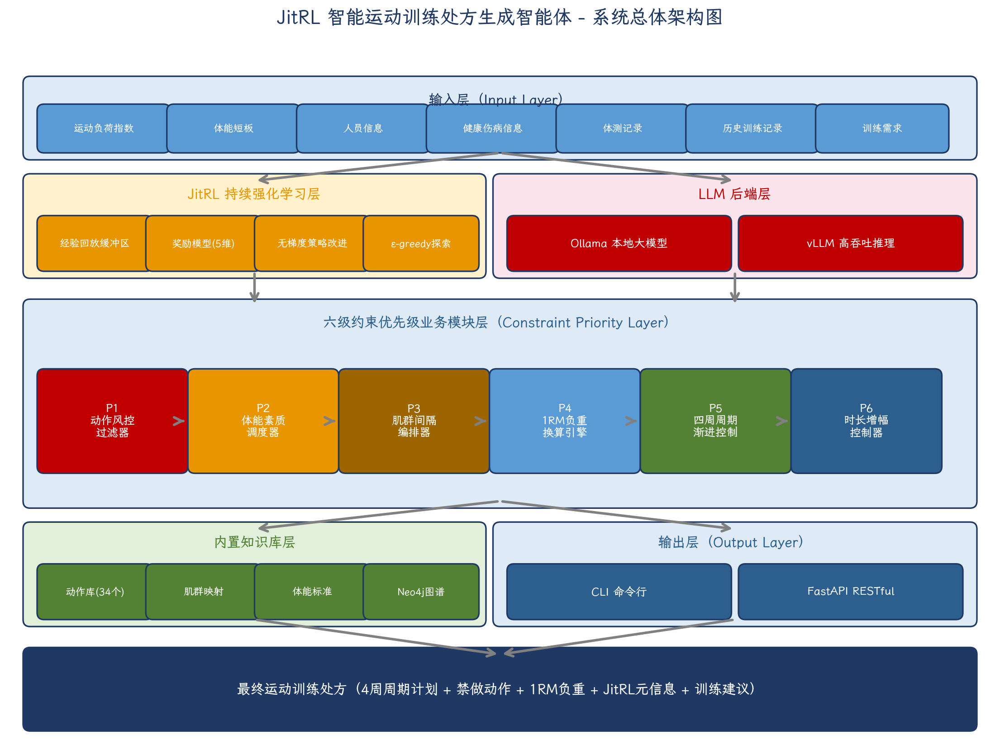 JitRL 智能运动训练处方生成智能体 - 系统总体架构图
输入层（Input Layer）
运动负荷指数
体能短板
人员信息
健康伤病信息
体测记录
历史训练记录
训练需求
JitRL 持续强化学习层
LLM 后端层
经验回放缓冲区
奖励模型(5维)
无梯度策略改进
ε-greedy探索
Ollama 本地大模型
vLLM 高吞吐推理
六级约束优先级业务模块层（Constraint Priority Layer）
P1
动作风控
过滤器
P2
体能素质
调度器
P3
肌群间隔
编排器
P4
1RM负重
换算引擎
P5
四周周期
渐进控制
P6
时长增幅
控制器
内置知识库层
输出层（Output Layer）
动作库(34个)
肌群映射
体能标准
Neo4j图谱
CLI 命令行
FastAPI RESTful
最终运动训练处方（4周周期计划 + 禁做动作 + 1RM负重 + JitRL元信息 + 训练建议）